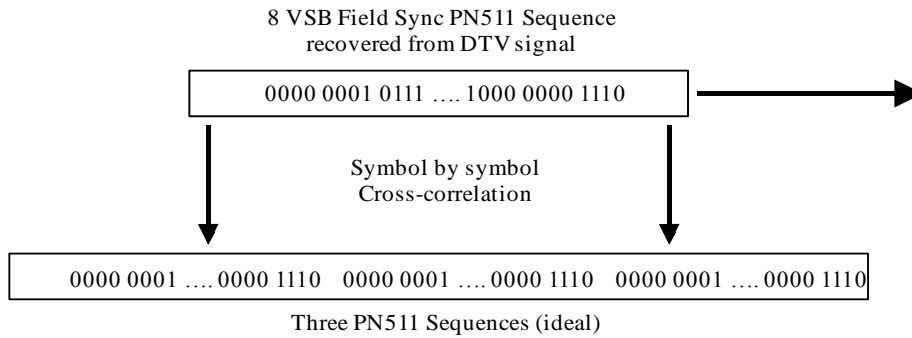 8 VSB Field Sync PN511 Sequence
recovered from DTV signal
0000 0001 0111 .... 1000 0000 1110
Symbol by symbol
Cross-correlation
0000 0001 .... 0000 1110 0000 0001 .... 0000 1110 0000 0001 .... 0000 1110
Three PN511 Sequences (ideal)